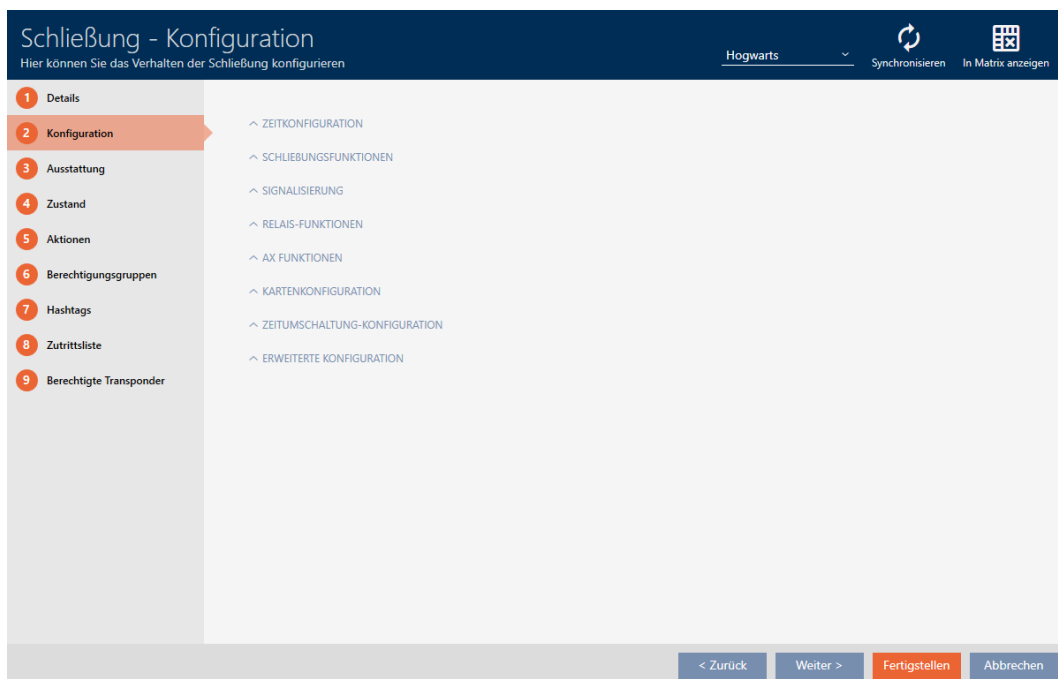 Schließung - Konfiguration
Hier können Sie das Verhalten der Schließung konfigurieren
Hogwarts
Synchronisieren
In Matrix anzeigen
1 Details
2 Konfiguration
3 Ausstattung
4 Zustand
5 Aktionen
6 Berechtigungsgruppen
7 Hashtags
8 Zutrittsliste
9 Berechtigte Transponder
ZEITKONFIGURATION
SCHLIEßUNGSFUNKTIONEN
SIGNALISIERUNG
RELAIS-FUNKTIONEN
AX FUNKTIONEN
KARTENKONFIGURATION
ZEITUMSCHALTUNG-KONFIGURATION
ERWEITERTE KONFIGURATION
< Zurück
Weiter >
Fertigstellen
Abbrechen